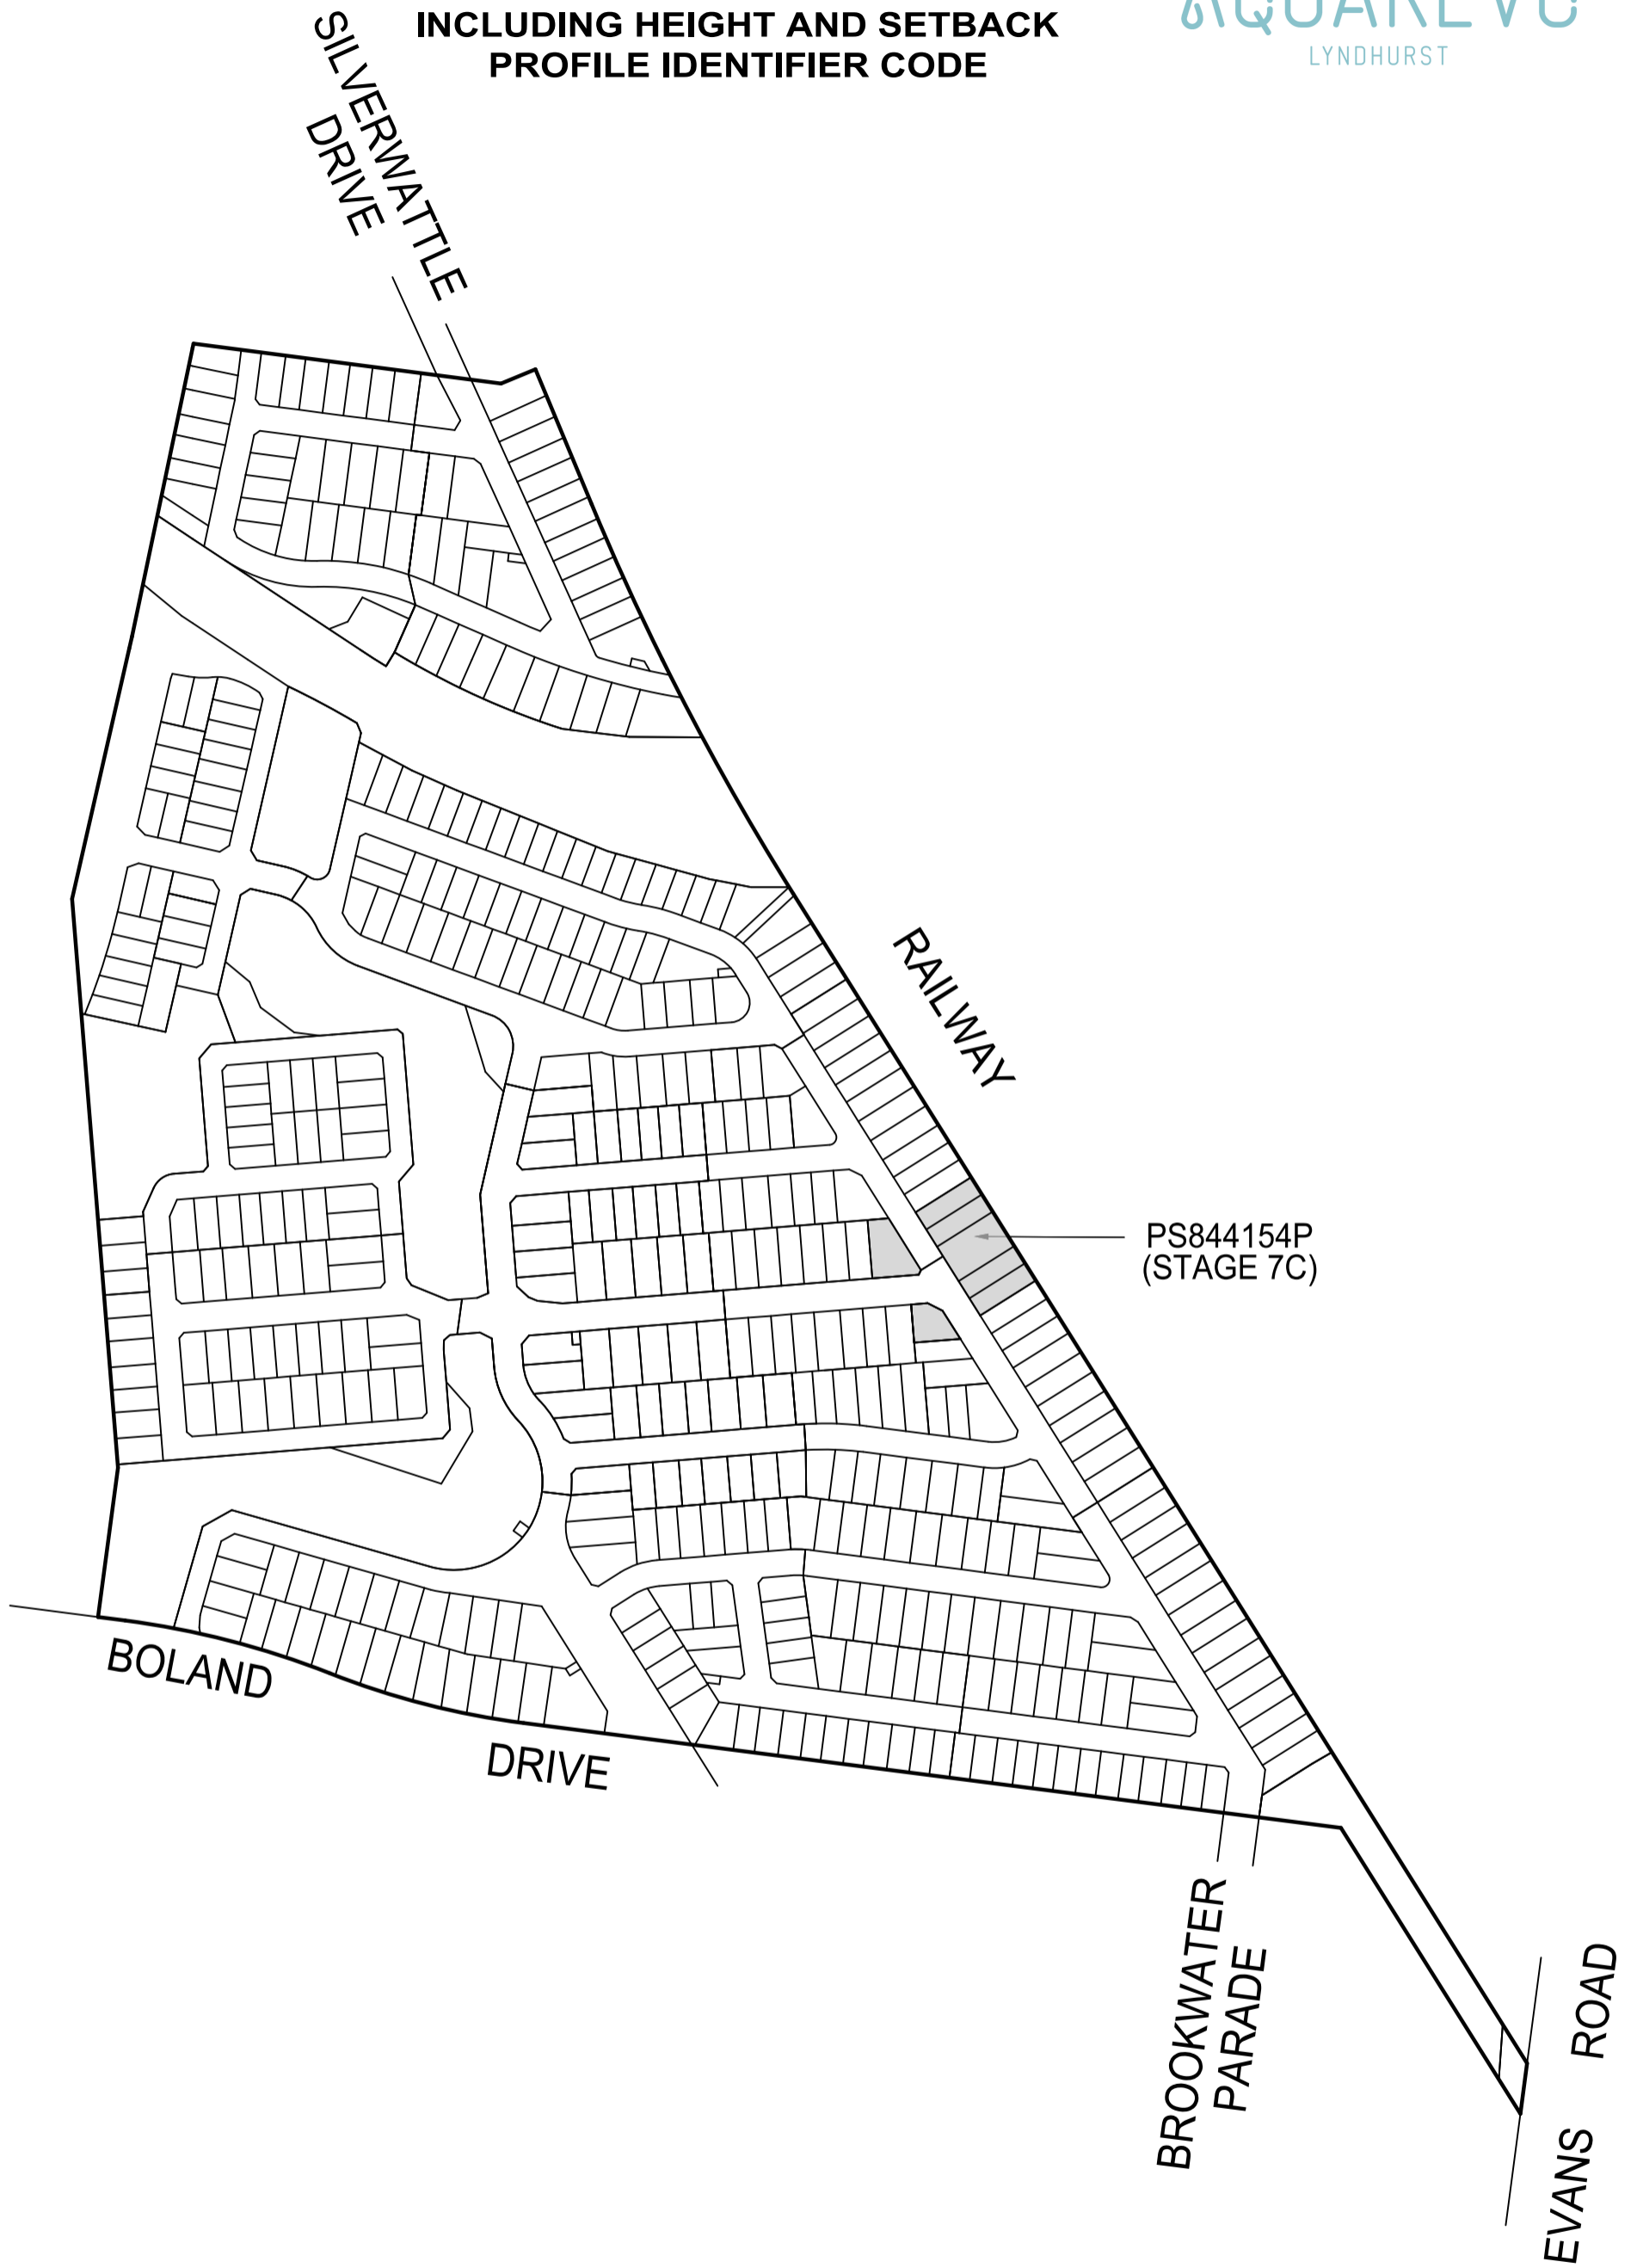 INCLUDING HEIGHT AND SETBACK
PROFILE IDENTIFIER CODE
AQUAREVO
LYNDHURST
SILVERWATTLE
DRIVE
RAILWAY
PS844154P
(STAGE 7C)
BOLAND
DRIVE
BROOKWATER
PARADE
EVANS ROAD